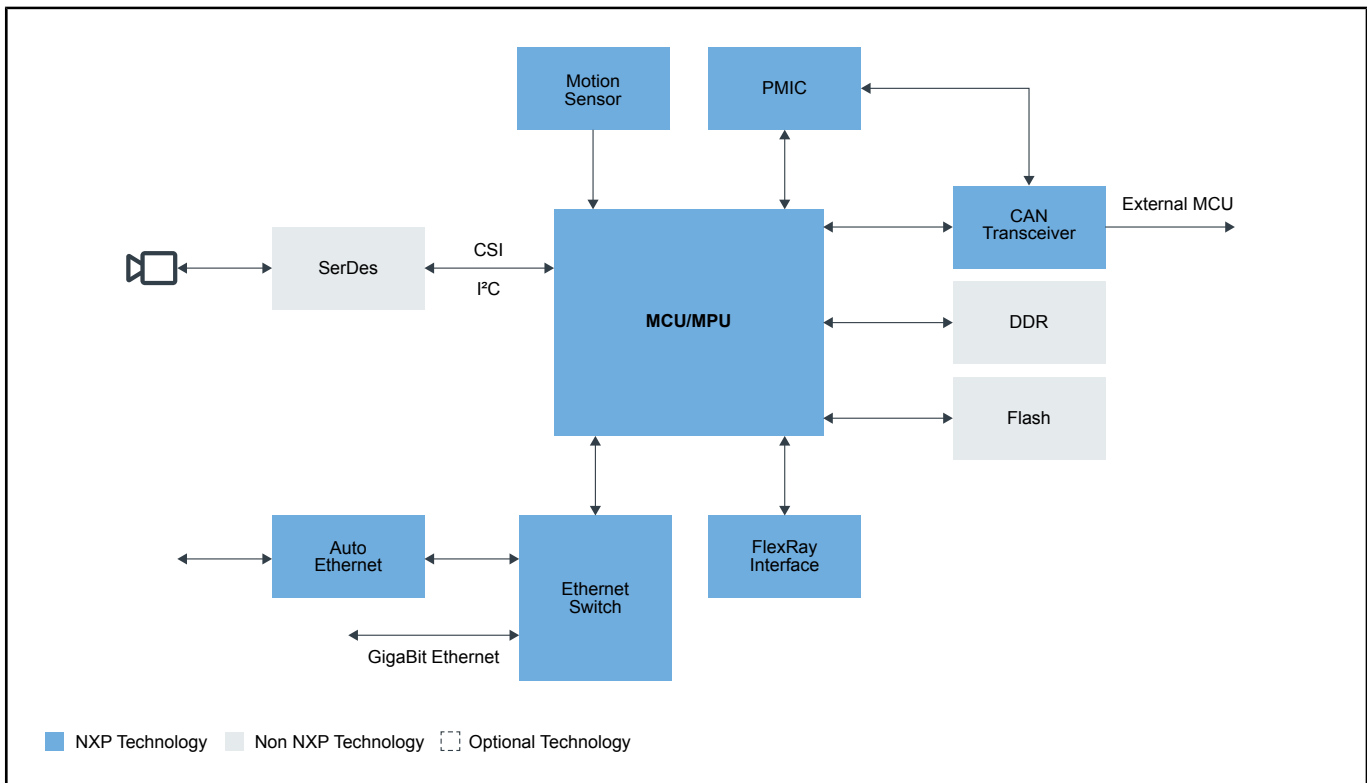 Motion
Sensor
PMIC
CAN
Transceiver
External MCU
SerDes
CSI
I²C
MCU/MPU
DDR
Flash
Auto
Ethernet
Ethernet
Switch
FlexRay
Interface
GigaBit Ethernet
NXP Technology
Non NXP Technology
Optional Technology